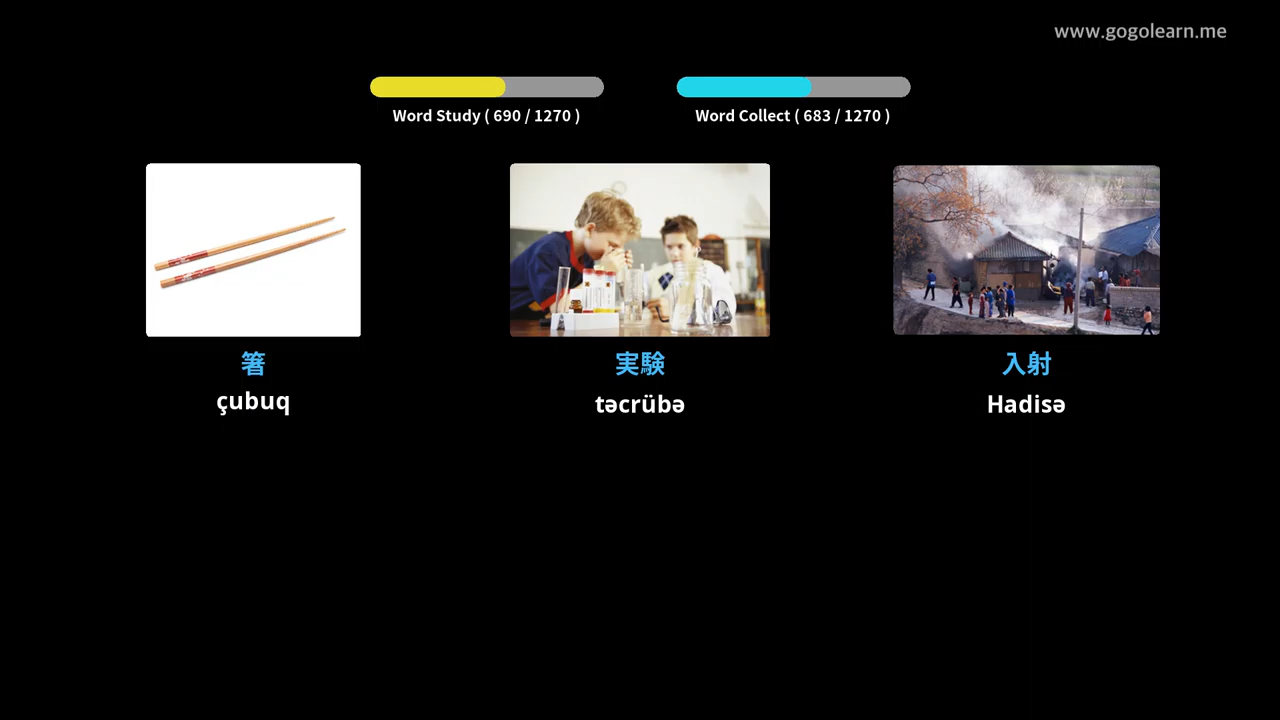 www.gogolearn.me
Word Study ( 690 / 1270 )
Word Collect ( 683 / 1270 )
箸
çubuq
実験
təcrübə
入射
Hadisə